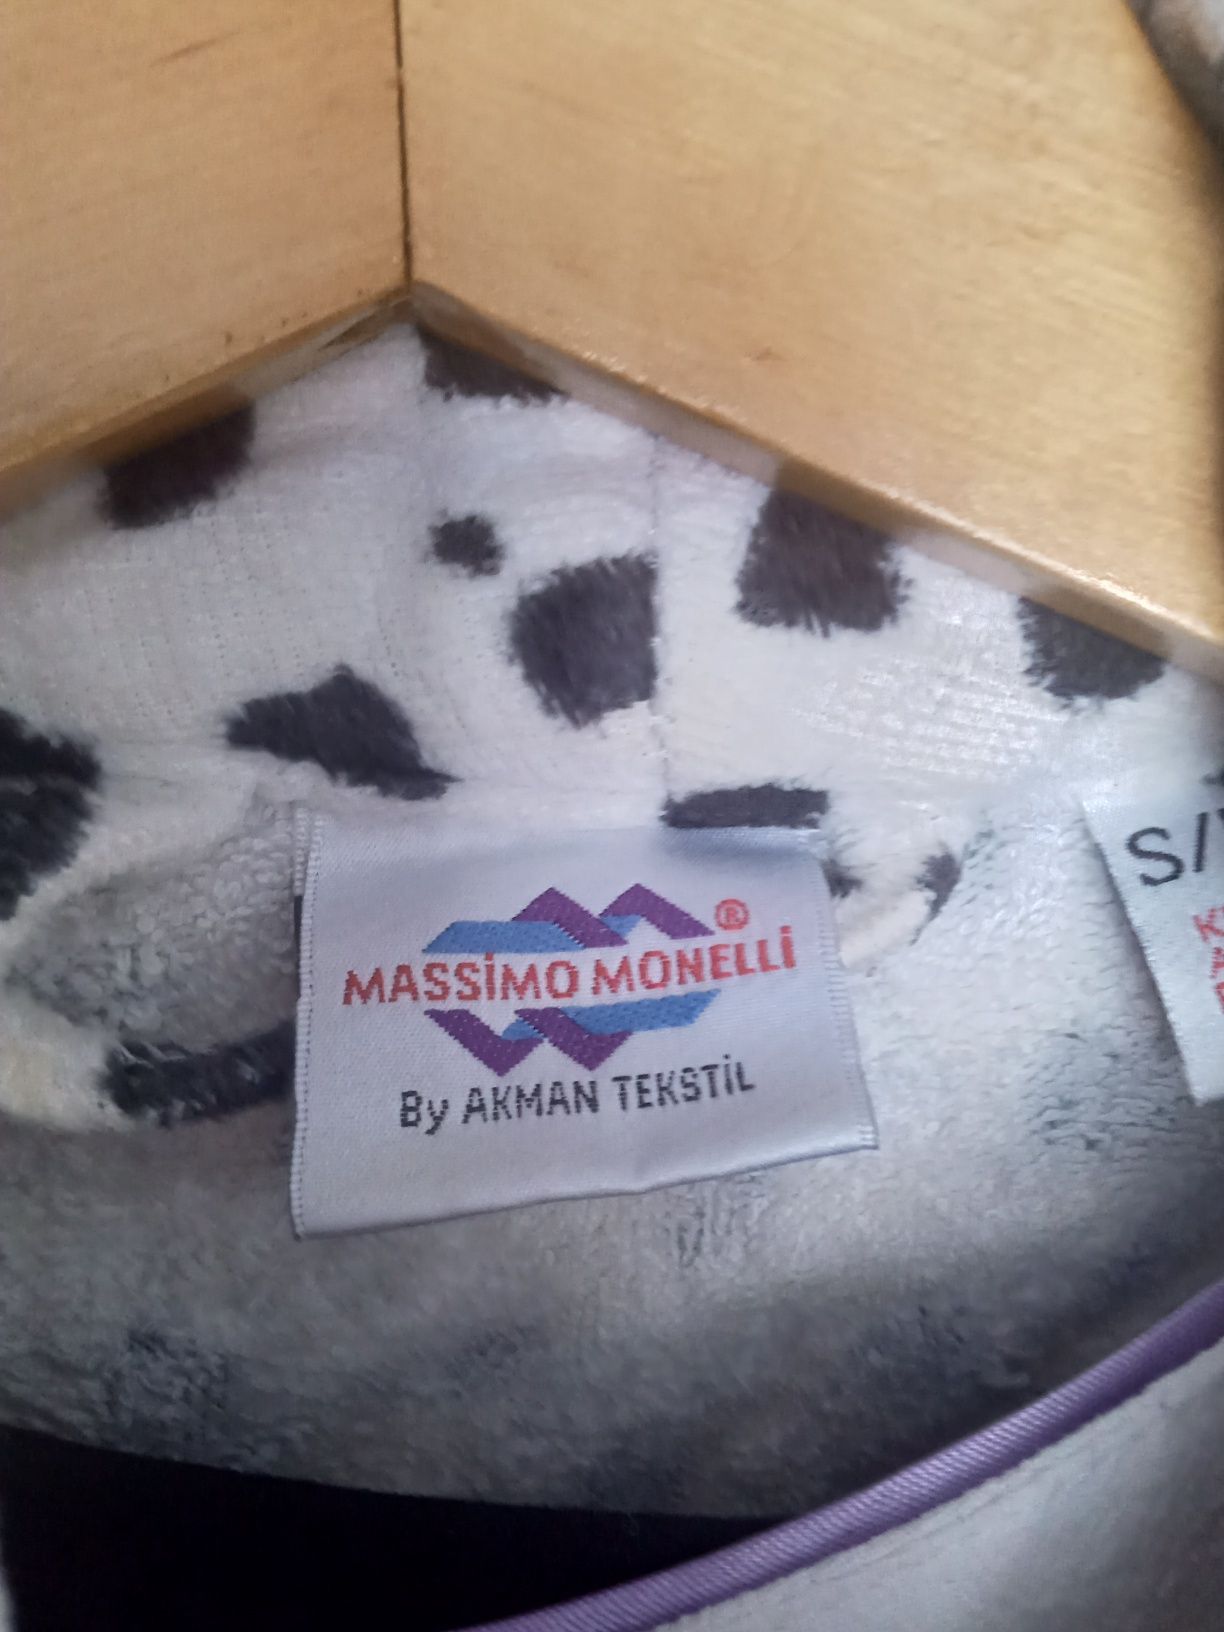 MASSİMO MONELLİ ®
By AKMAN TEKSTİL
S/